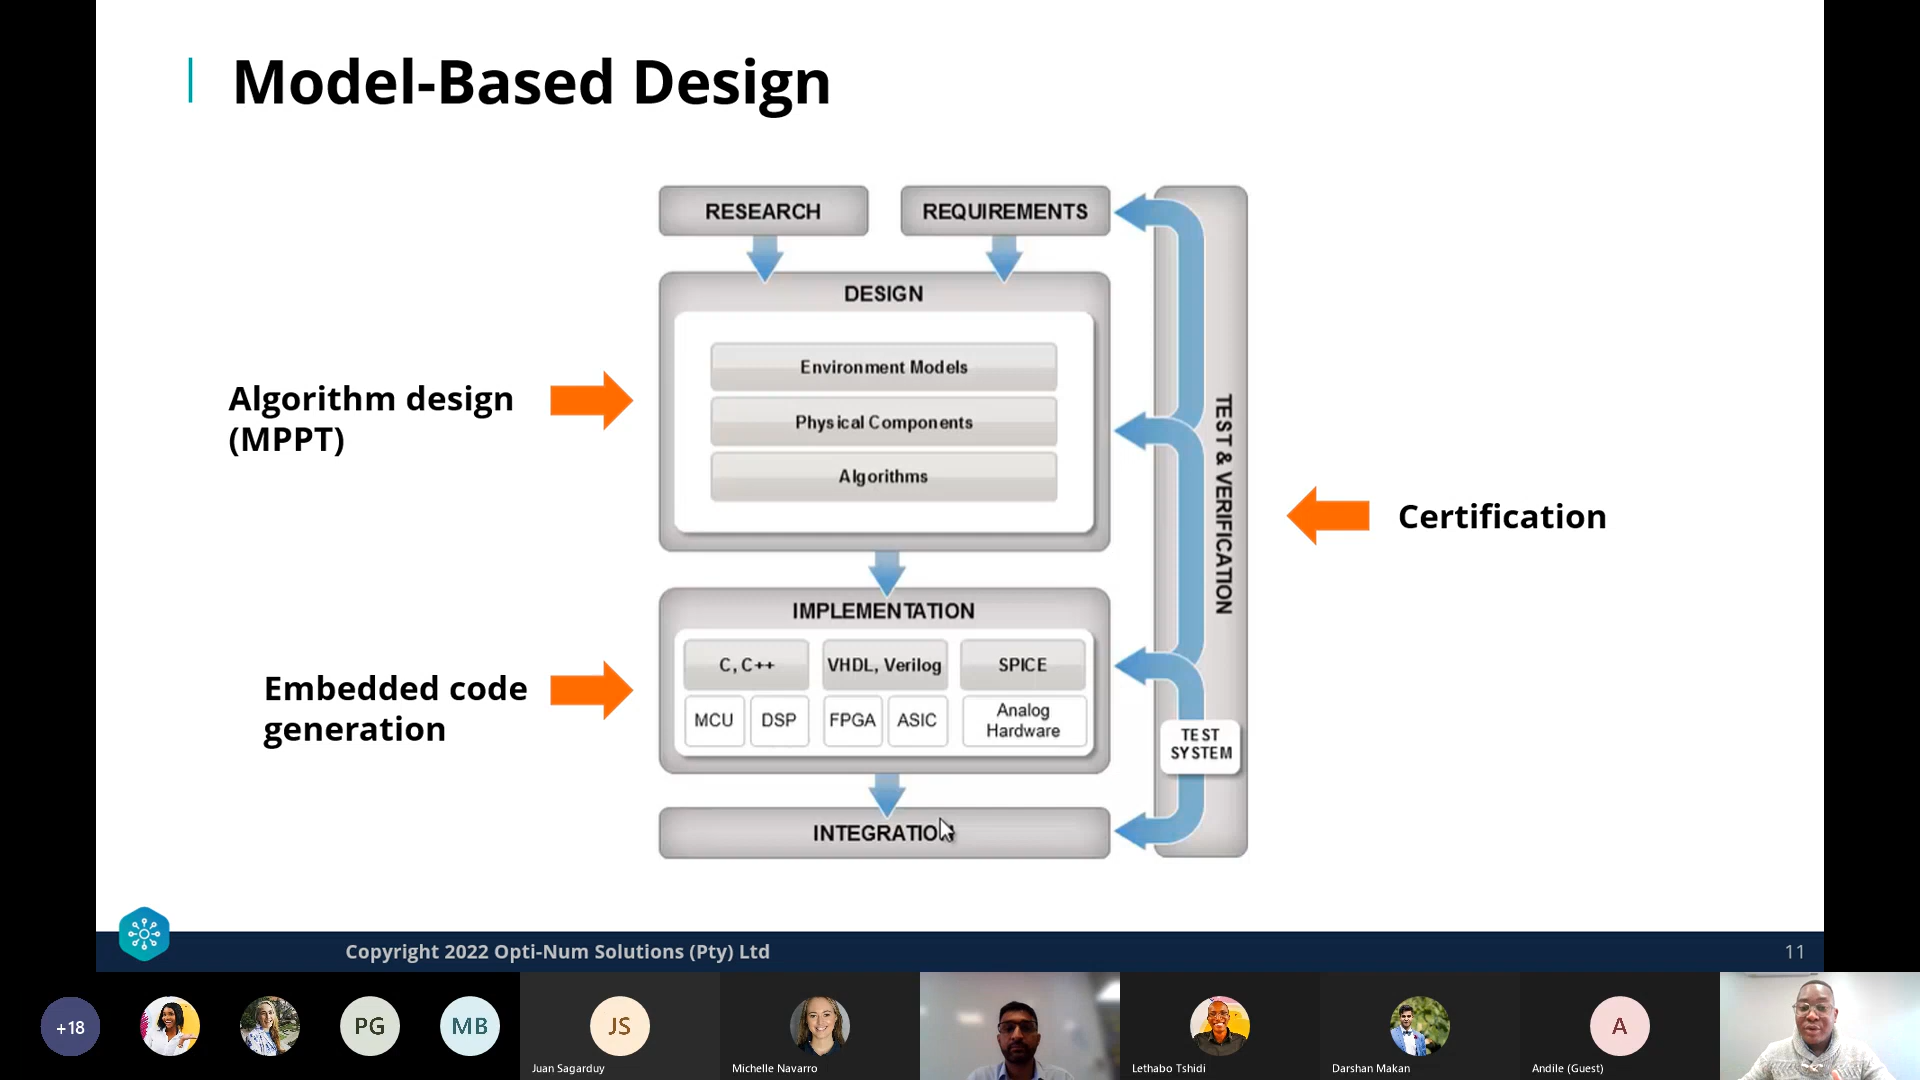 Model-Based Design
RESEARCH
REQUIREMENTS
DESIGN
Environment Models
Physical Components
Algorithms
Algorithm design
(MPPT)
TEST & VERIFICATION
Certification
IMPLEMENTATION
C, C++
VHDL, Verilog
SPICE
MCU
DSP
FPGA
ASIC
Analog
Hardware
Embedded code
generation
TEST
SYSTEM
INTEGRATION
Copyright 2022 Opti-Num Solutions (Pty) Ltd
11
+18
PG
MB
JS
A
Juan Sagarduy
Michelle Navarro
Lethabo Tshidi
Darshan Makan
Andile (Guest)